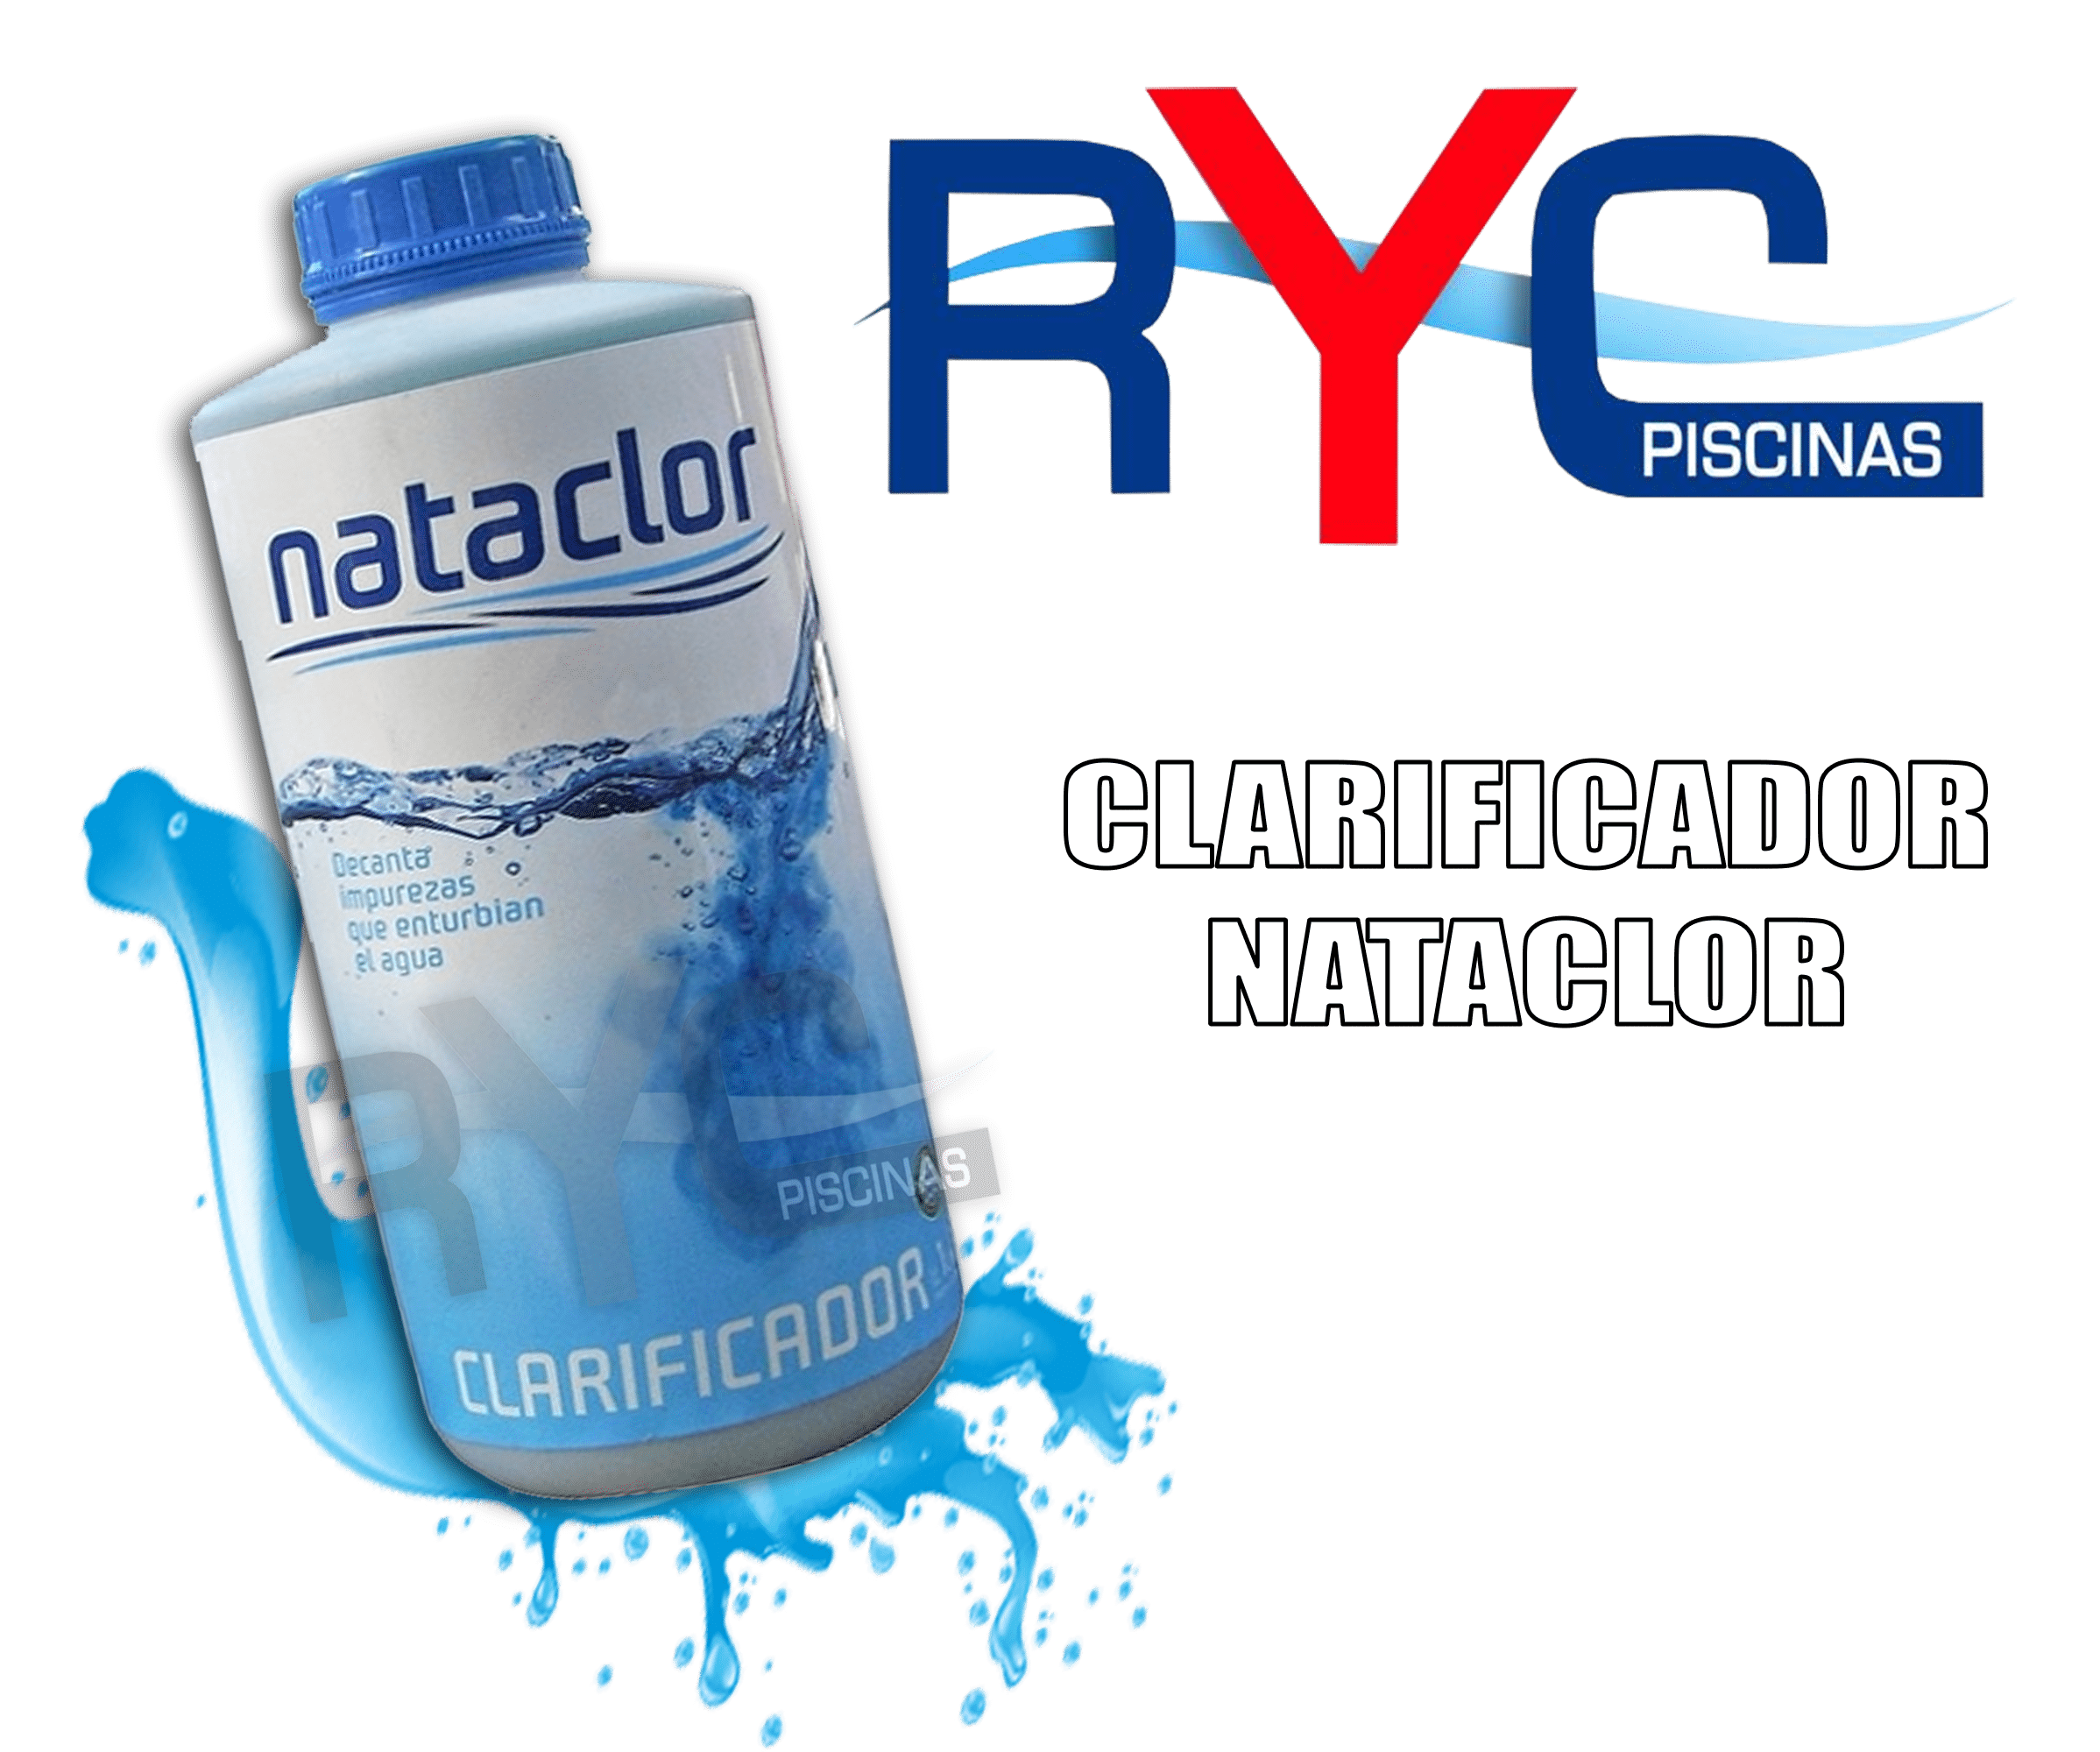 RYC
PISCINAS
nataclor
Decanta
impurezas
que enturbian
el agua
CLARIFICADOR
NATACLOR
RYC
PISCINAS
CLARIFICADOR